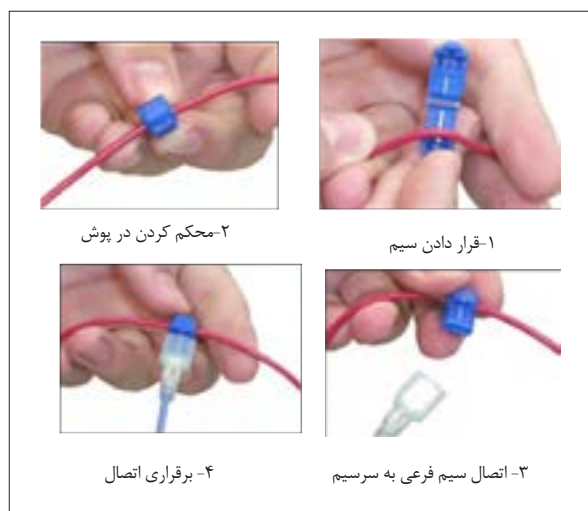 ۱-قرار دادن سیم
۲-محکم کردن در پوش
۳- اتصال سیم فرعی به سرسیم
۴- برقراری اتصال